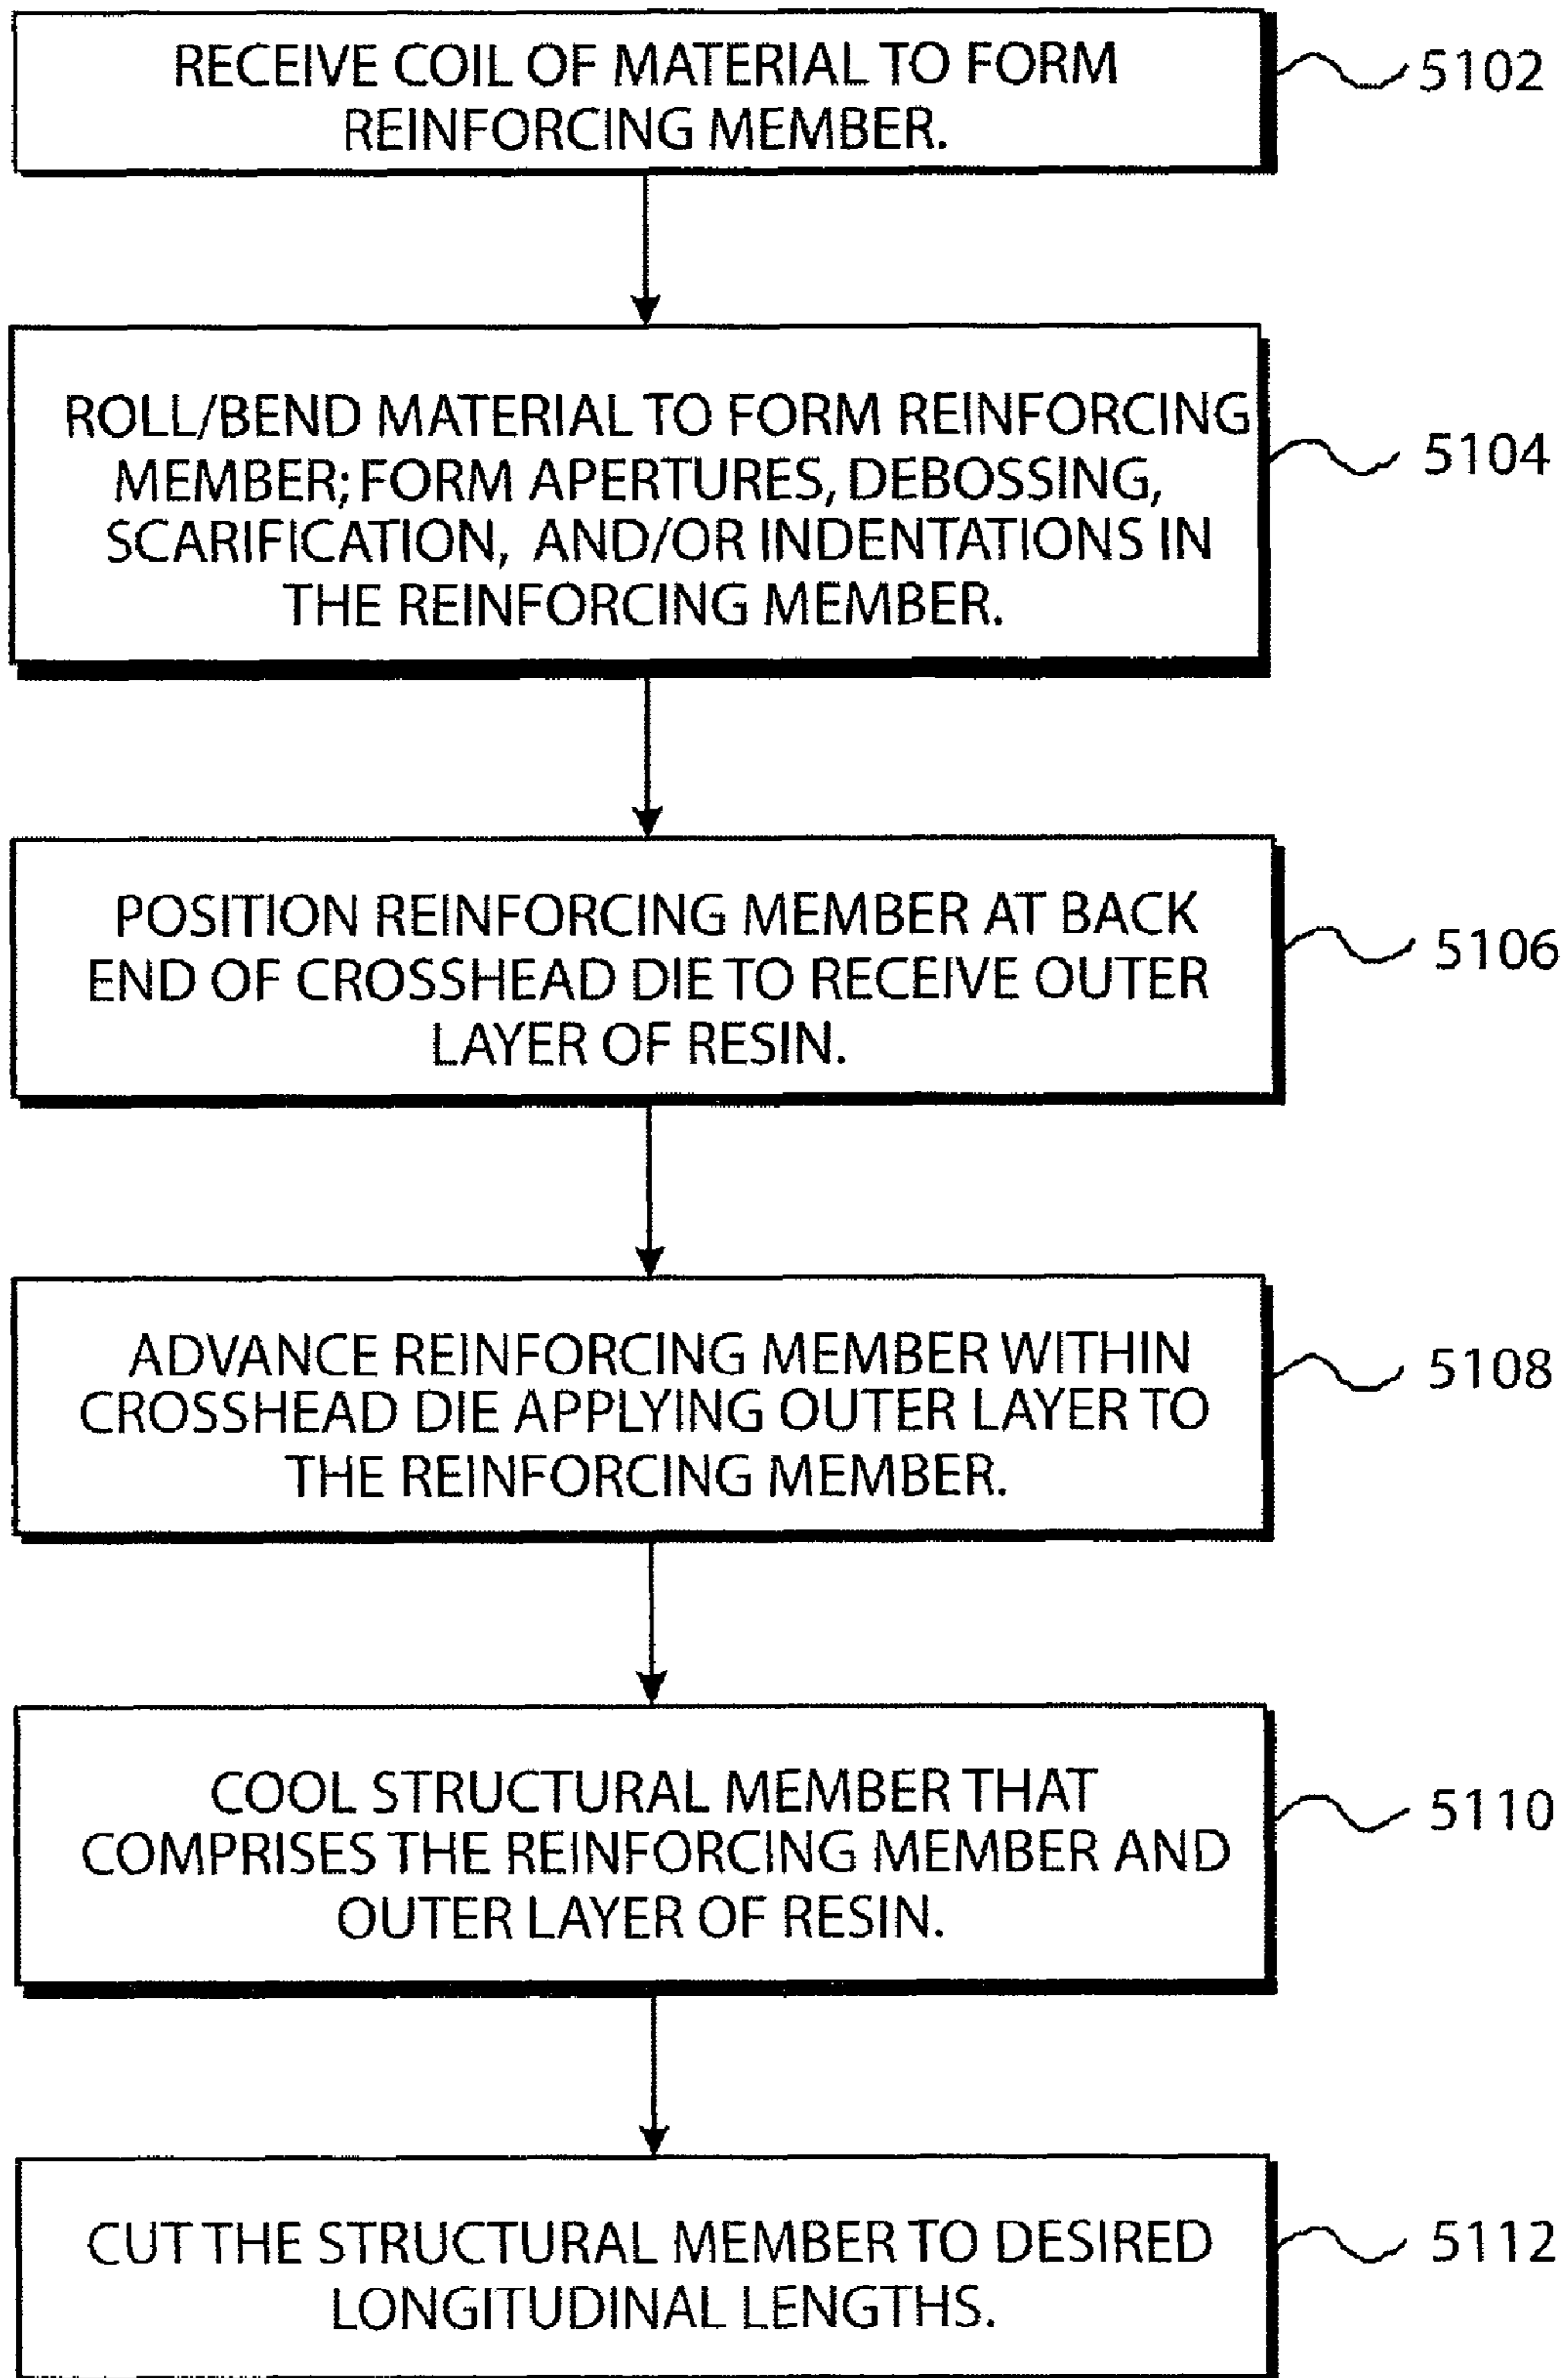 RECEIVE COIL OF MATERIAL TO FORM
REINFORCING MEMBER.
5102
ROLL/BEND MATERIAL TO FORM REINFORCING
MEMBER; FORM APERTURES, DEBOSSING,
SCARIFICATION, AND/OR INDENTATIONS IN
THE REINFORCING MEMBER.
5104
POSITION REINFORCING MEMBER AT BACK
END OF CROSSHEAD DIE TO RECEIVE OUTER
LAYER OF RESIN.
5106
ADVANCE REINFORCING MEMBER WITHIN
CROSSHEAD DIE APPLYING OUTER LAYER TO
THE REINFORCING MEMBER.
5108
COOL STRUCTURAL MEMBER THAT
COMPRISES THE REINFORCING MEMBER AND
OUTER LAYER OF RESIN.
5110
CUT THE STRUCTURAL MEMBER TO DESIRED
LONGITUDINAL LENGTHS.
5112